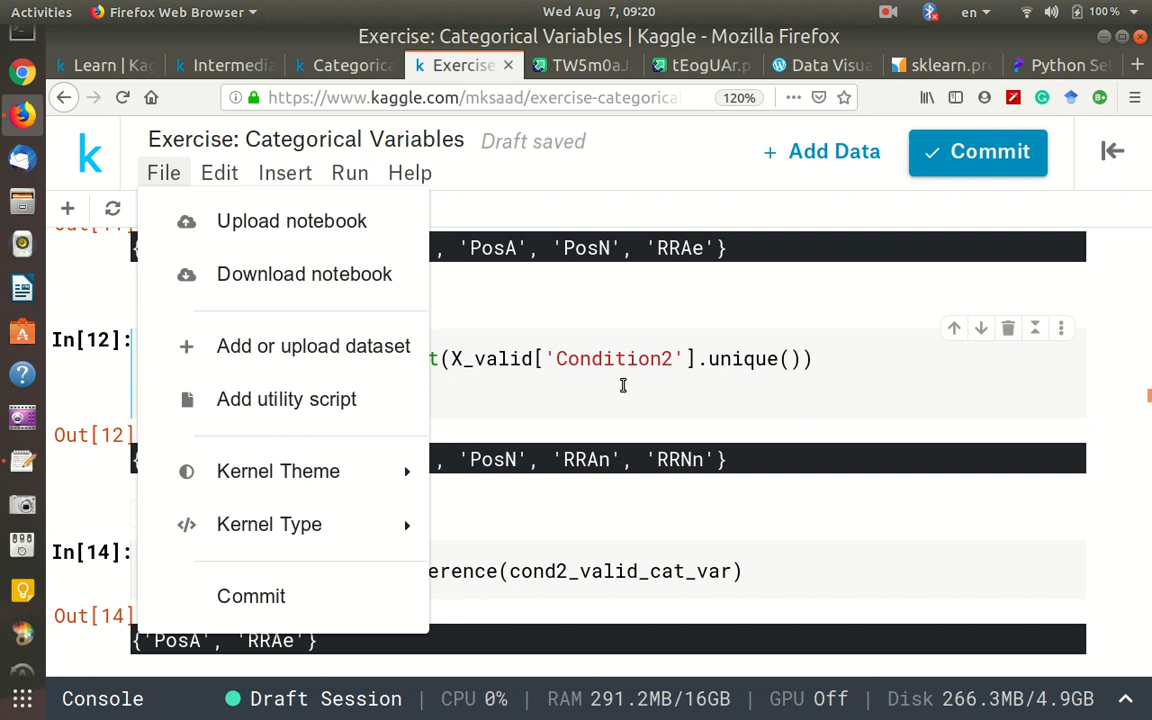 Activities Firefox Web Browser Wed Aug 7, 09:20 en 100 %
Exercise: Categorical Variables | Kaggle - Mozilla Firefox
Learn | Kag Intermedia Categorica Exercise: TW5m0aJ. tEogUAr.p Data Visua sklearn.pre Python Se
https://www.kaggle.com/mksaad/exercise-categorica 120%
k Exercise: Categorical Variables Draft saved + Add Data Commit
File Edit Insert Run Help
Upload notebook
, 'PosA', 'PosN', 'RRAe'}
Download notebook
In[12]:
Add or upload dataset
t(X_valid['Condition2'].unique())
Add utility script
Out[12]
, 'PosN', 'RRAn', 'RRNn'}
Kernel Theme
Kernel Type
In[14]:
erence(cond2_valid_cat_var)
Commit
Out[14]
{'PosA', 'RRAe'}
Console Draft Session | CPU 0% | RAM 291.2MB/16GB | GPU Off | Disk 266.3MB/4.9GB